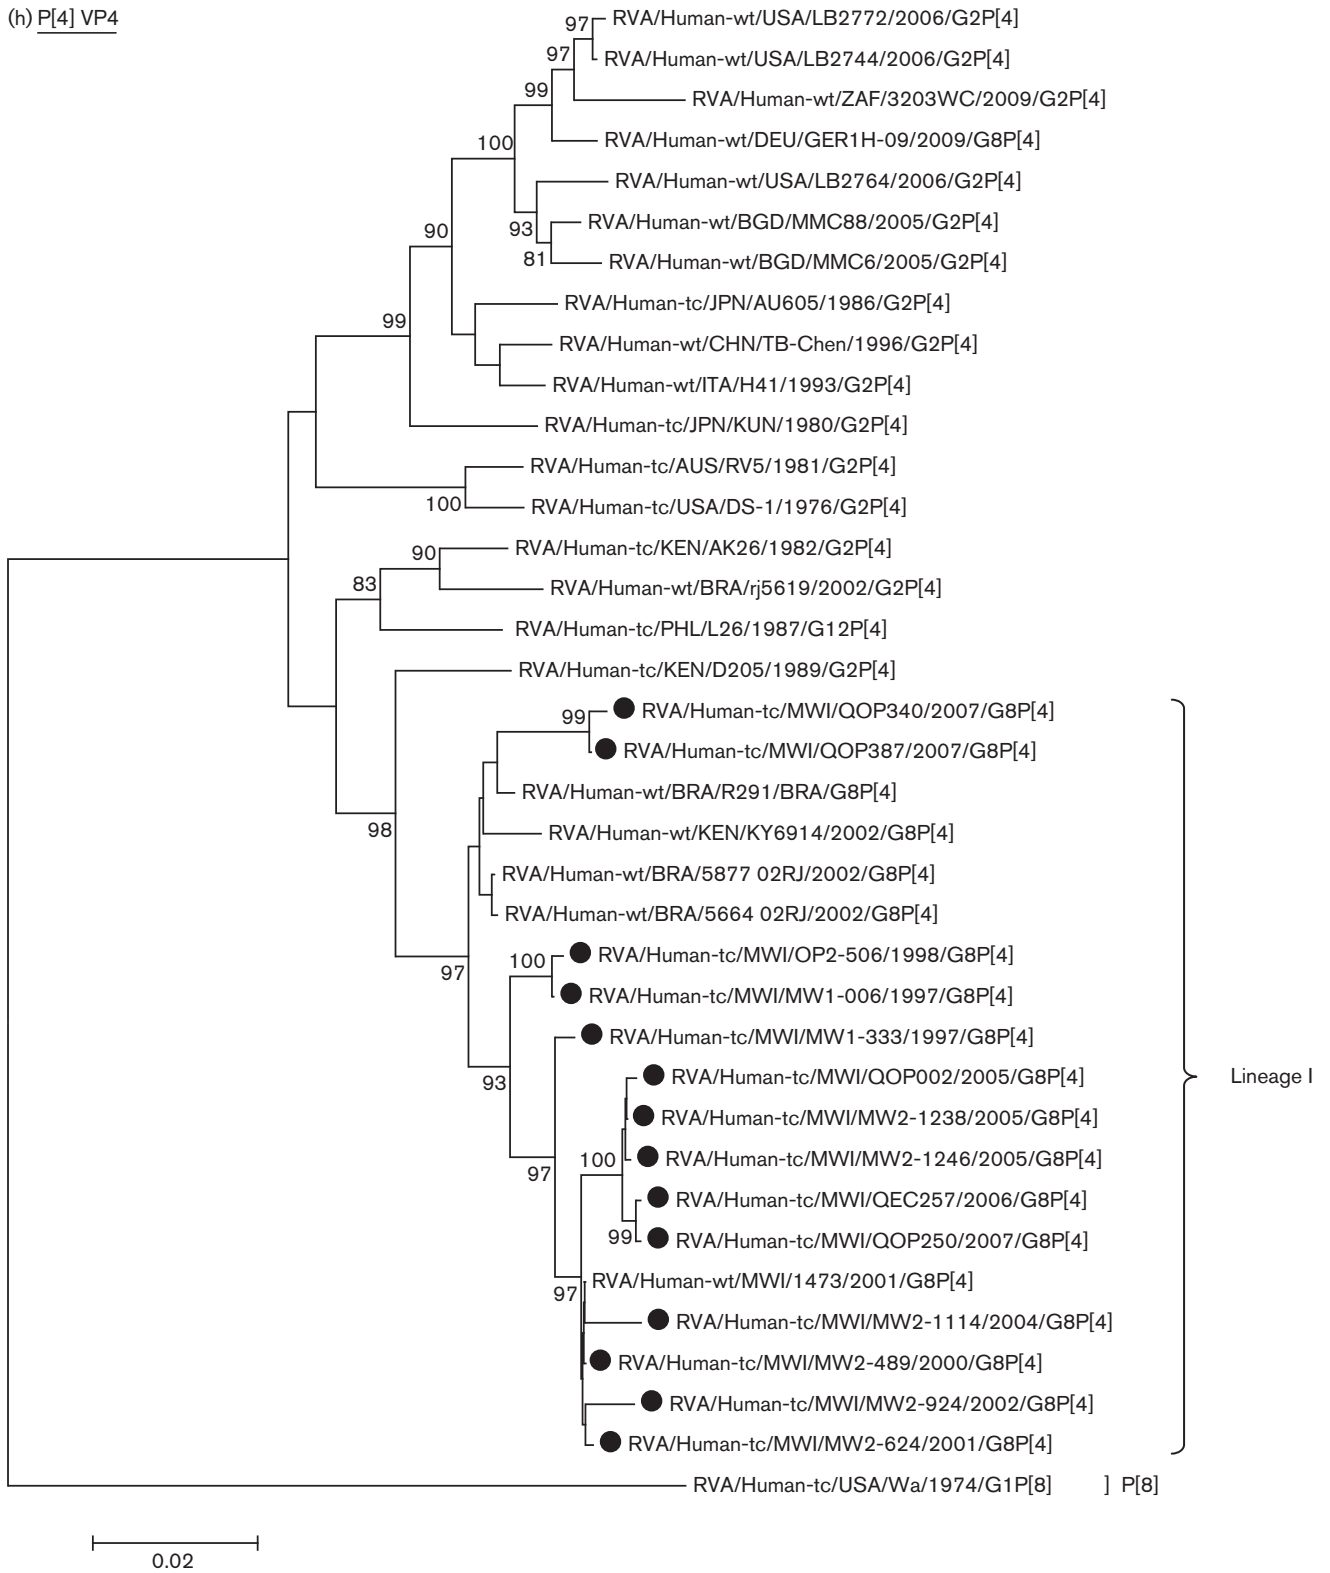 (h) P[4] VP4
97 RVA/Human-wt/USA/LB2772/2006/G2P[4]
97 RVA/Human-wt/USA/LB2744/2006/G2P[4]
99 RVA/Human-wt/ZAF/3203WC/2009/G2P[4]
100 RVA/Human-wt/DEU/GER1H-09/2009/G8P[4]
RVA/Human-wt/USA/LB2764/2006/G2P[4]
90 93 RVA/Human-wt/BGD/MMC88/2005/G2P[4]
81 RVA/Human-wt/BGD/MMC6/2005/G2P[4]
RVA/Human-tc/JPN/AU605/1986/G2P[4]
99 RVA/Human-wt/CHN/TB-Chen/1996/G2P[4]
RVA/Human-wt/ITA/H41/1993/G2P[4]
RVA/Human-tc/JPN/KUN/1980/G2P[4]
RVA/Human-tc/AUS/RV5/1981/G2P[4]
100 RVA/Human-tc/USA/DS-1/1976/G2P[4]
90 RVA/Human-tc/KEN/AK26/1982/G2P[4]
83 RVA/Human-wt/BRA/rj5619/2002/G2P[4]
RVA/Human-tc/PHL/L26/1987/G12P[4]
RVA/Human-tc/KEN/D205/1989/G2P[4]
99 RVA/Human-tc/MWI/QOP340/2007/G8P[4]
RVA/Human-tc/MWI/QOP387/2007/G8P[4]
RVA/Human-wt/BRA/R291/BRA/G8P[4]
98 RVA/Human-wt/KEN/KY6914/2002/G8P[4]
RVA/Human-wt/BRA/5877 02RJ/2002/G8P[4]
RVA/Human-wt/BRA/5664 02RJ/2002/G8P[4]
97 100 RVA/Human-tc/MWI/OP2-506/1998/G8P[4]
RVA/Human-tc/MWI/MW1-006/1997/G8P[4]
RVA/Human-tc/MWI/MW1-333/1997/G8P[4]
93 RVA/Human-tc/MWI/QOP002/2005/G8P[4] Lineage I
RVA/Human-tc/MWI/MW2-1238/2005/G8P[4]
97 100 RVA/Human-tc/MWI/MW2-1246/2005/G8P[4]
RVA/Human-tc/MWI/QEC257/2006/G8P[4]
99 RVA/Human-tc/MWI/QOP250/2007/G8P[4]
97 RVA/Human-wt/MWI/1473/2001/G8P[4]
RVA/Human-tc/MWI/MW2-1114/2004/G8P[4]
RVA/Human-tc/MWI/MW2-489/2000/G8P[4]
RVA/Human-tc/MWI/MW2-924/2002/G8P[4]
RVA/Human-tc/MWI/MW2-624/2001/G8P[4]
RVA/Human-tc/USA/Wa/1974/G1P[8] ] P[8]
0.02